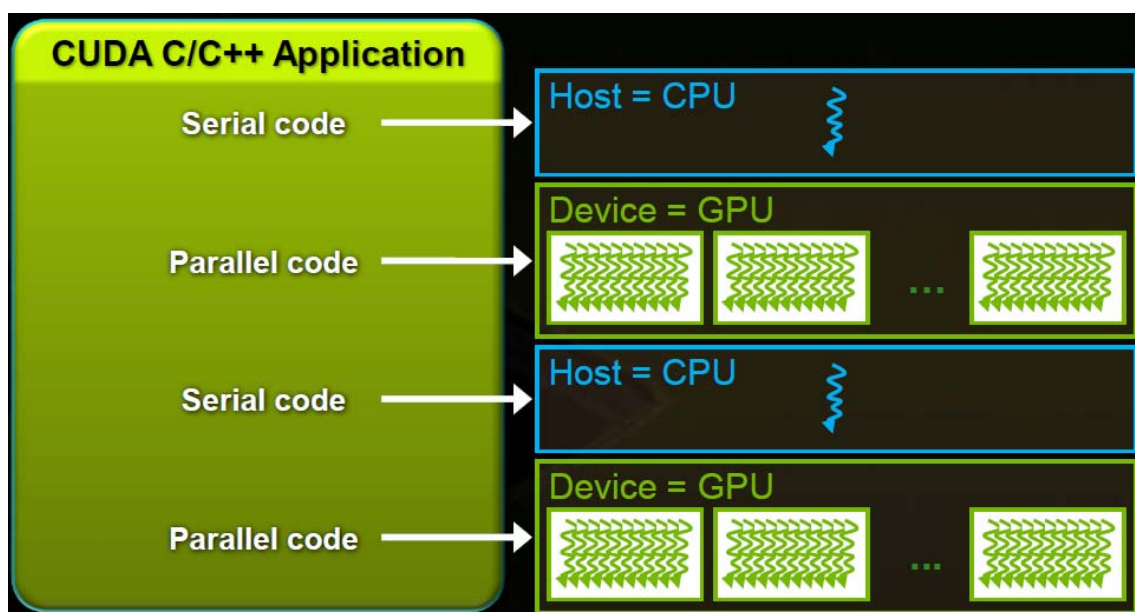 CUDA C/C++ Application
Serial code
Host = CPU
Parallel code
Device = GPU
...
Serial code
Host = CPU
Parallel code
Device = GPU
...